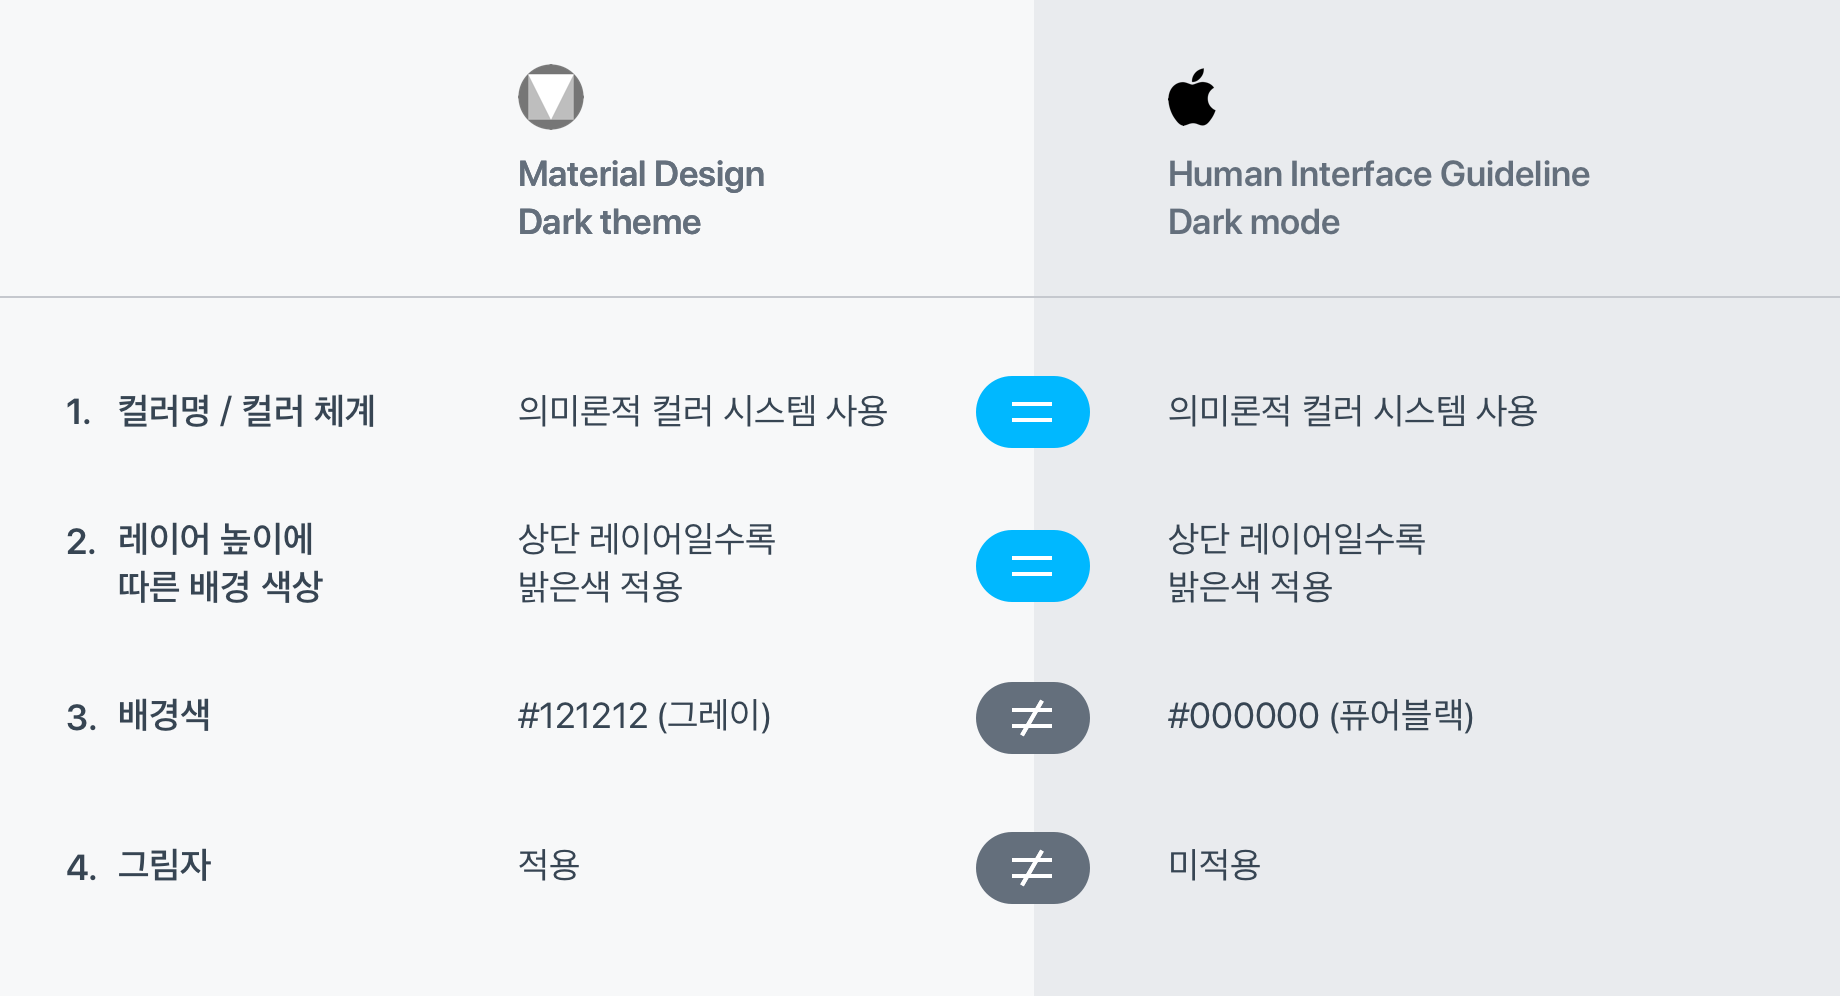 Material Design
Dark theme
Human Interface Guideline
Dark mode
1. 컬러명 / 컬러 체계
의미론적 컬러 시스템 사용
=
의미론적 컬러 시스템 사용
2. 레이어 높이에
따른 배경 색상
상단 레이어일수록
밝은색 적용
=
상단 레이어일수록
밝은색 적용
3. 배경색
#121212 (그레이)
≠
#000000 (퓨어블랙)
4. 그림자
적용
≠
미적용